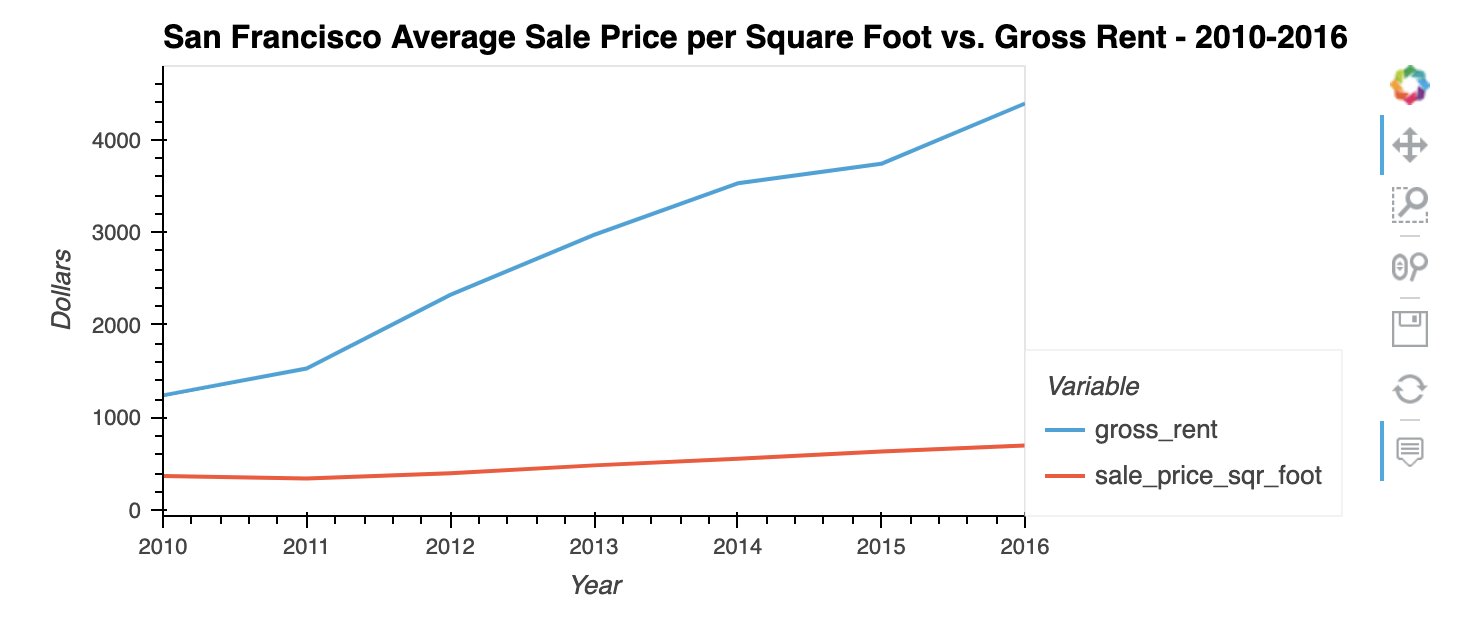 San Francisco Average Sale Price per Square Foot vs. Gross Rent - 2010-2016
4000
3000
2000
1000
0
Dollars
2010 2011 2012 2013 2014 2015 2016
Year
Variable
gross_rent
sale_price_sqr_foot